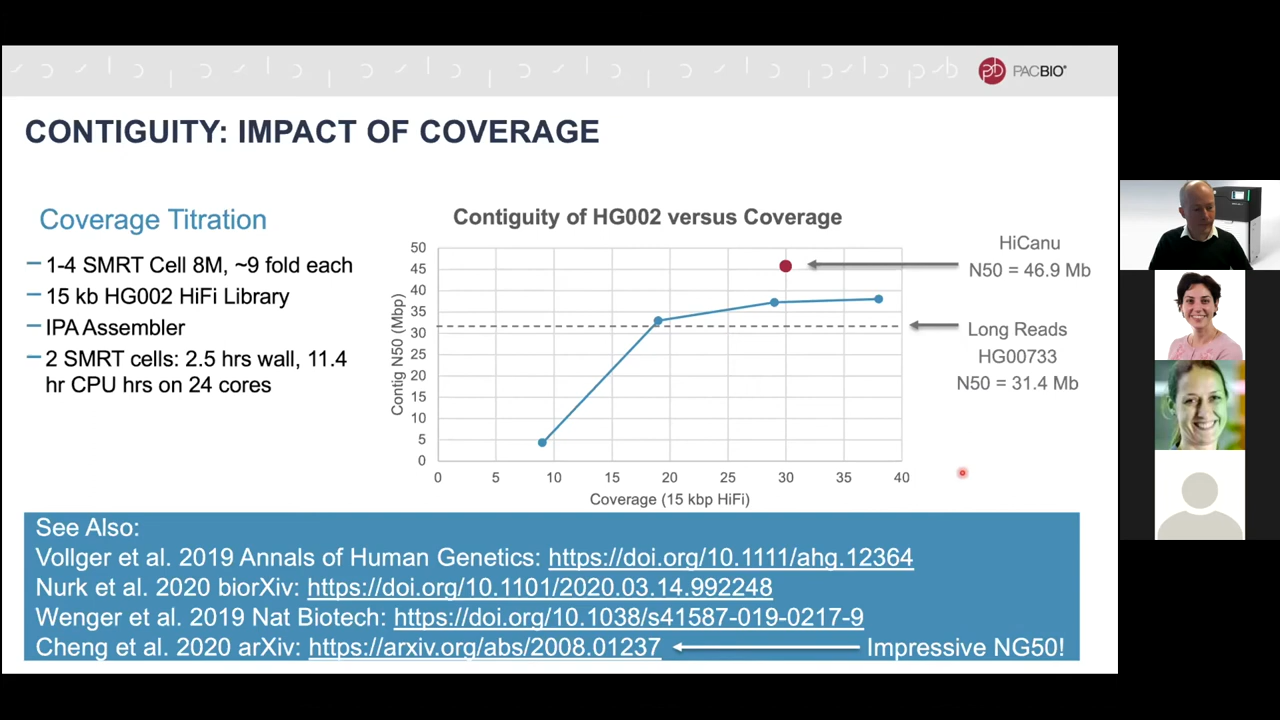 PACBIO®
CONTIGUITY: IMPACT OF COVERAGE
Coverage Titration
– 1-4 SMRT Cell 8M, ~9 fold each
– 15 kb HG002 HiFi Library
– IPA Assembler
– 2 SMRT cells: 2.5 hrs wall, 11.4
hr CPU hrs on 24 cores
Contiguity of HG002 versus Coverage
Contig N50 (Mbp)
50
45
40
35
30
25
20
15
10
5
0
0 5 10 15 20 25 30 35 40
Coverage (15 kbp HiFi)
HiCanu
N50 = 46.9 Mb
Long Reads
HG00733
N50 = 31.4 Mb
See Also:
Vollger et al. 2019 Annals of Human Genetics: https://doi.org/10.1111/ahg.12364
Nurk et al. 2020 biorXiv: https://doi.org/10.1101/2020.03.14.992248
Wenger et al. 2019 Nat Biotech: https://doi.org/10.1038/s41587-019-0217-9
Cheng et al. 2020 arXiv: https://arxiv.org/abs/2008.01237 Impressive NG50!